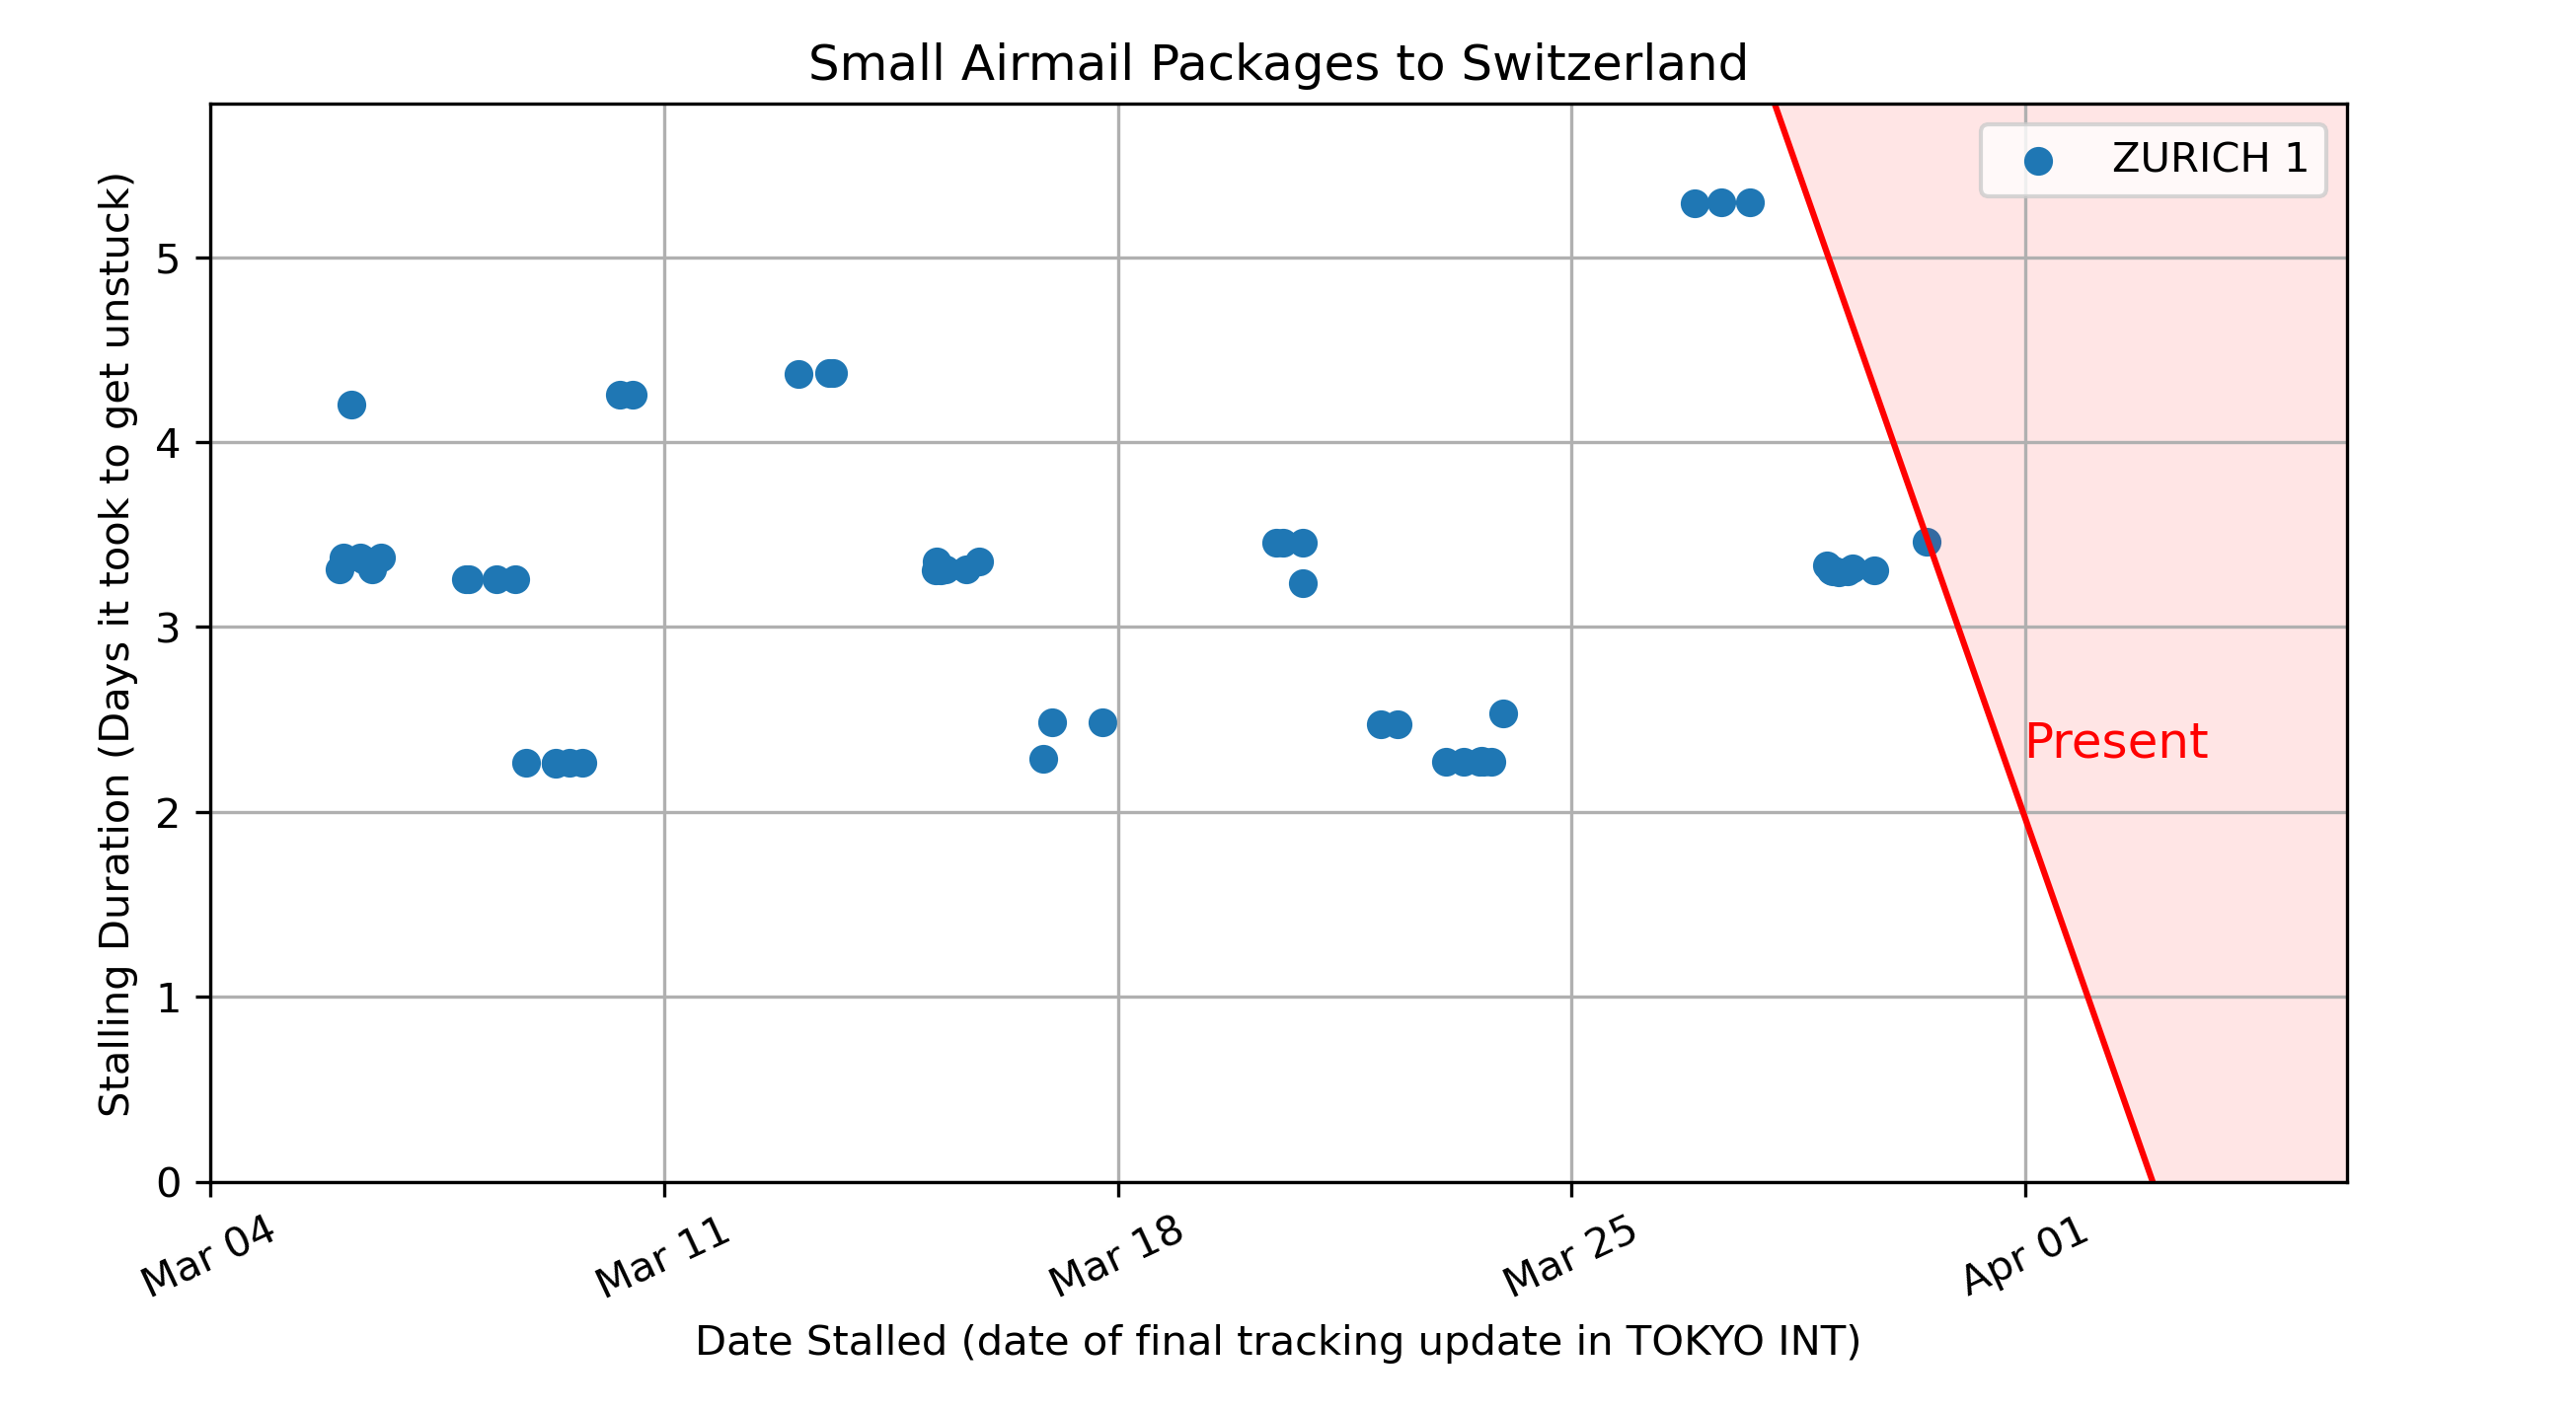 Small Airmail Packages to Switzerland
ZURICH 1
Stalling Duration (Days it took to get unstuck)
5
4
3
2
1
0
Present
Mar 04
Mar 11
Mar 18
Mar 25
Apr 01
Date Stalled (date of final tracking update in TOKYO INT)